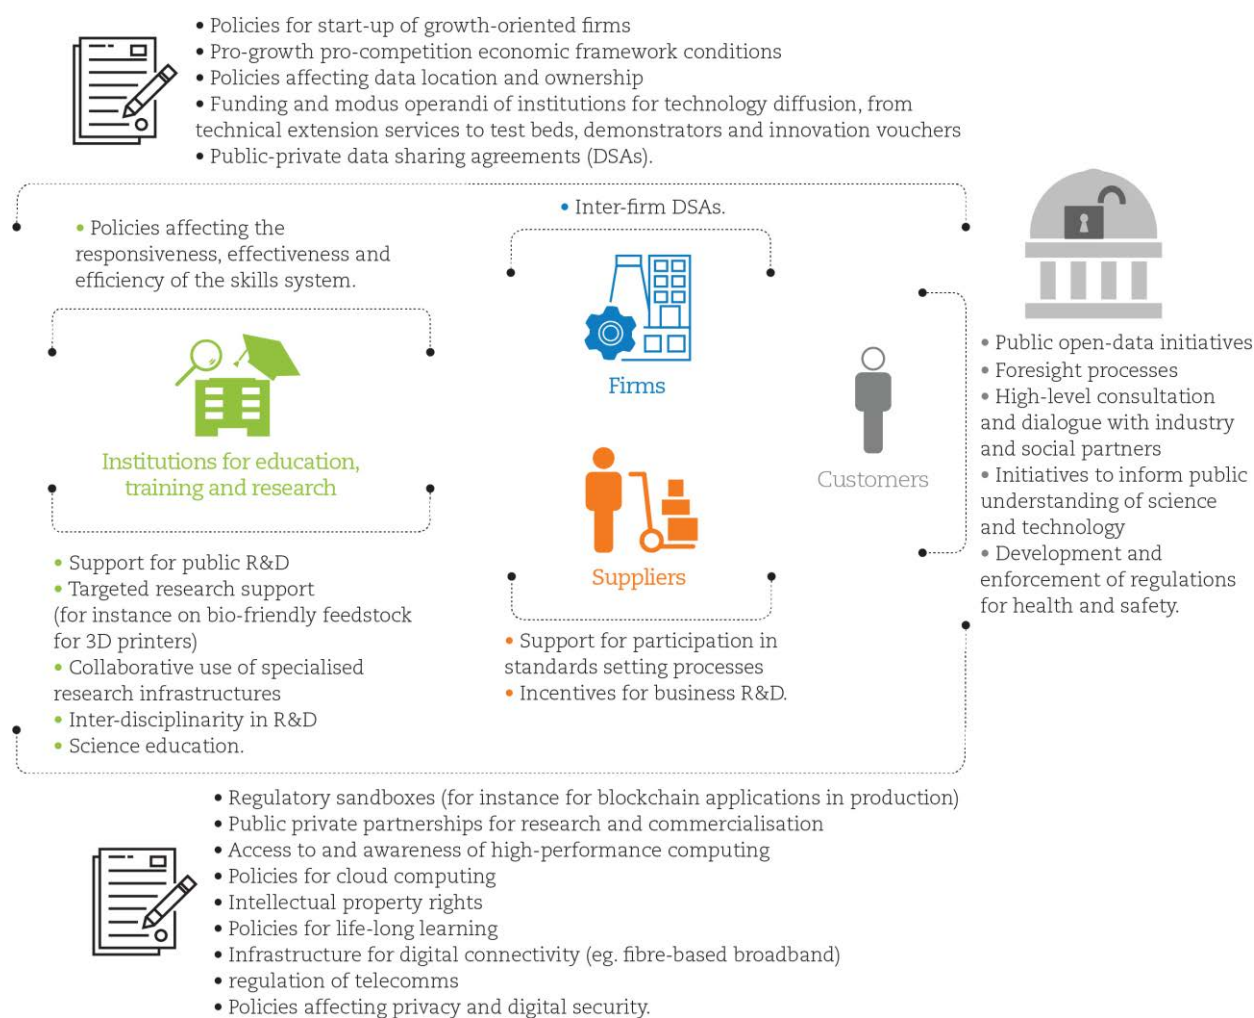 • Policies for start-up of growth-oriented firms
• Pro-growth pro-competition economic framework conditions
• Policies affecting data location and ownership
• Funding and modus operandi of institutions for technology diffusion, from
technical extension services to test beds, demonstrators and innovation vouchers
• Public-private data sharing agreements (DSAs).
• Policies affecting the
responsiveness, effectiveness and
efficiency of the skills system.
Institutions for education,
training and research
• Support for public R&D
• Targeted research support
(for instance on bio-friendly feedstock
for 3D printers)
• Collaborative use of specialised
research infrastructures
• Inter-disciplinarity in R&D
• Science education.
• Inter-firm DSAs.
Firms
Suppliers
• Support for participation in
standards setting processes
• Incentives for business R&D.
Customers
• Public open-data initiatives
• Foresight processes
• High-level consultation
and dialogue with industry
and social partners
• Initiatives to inform public
understanding of science
and technology
• Development and
enforcement of regulations
for health and safety.
• Regulatory sandboxes (for instance for blockchain applications in production)
• Public private partnerships for research and commercialisation
• Access to and awareness of high-performance computing
• Policies for cloud computing
• Intellectual property rights
• Policies for life-long learning
• Infrastructure for digital connectivity (eg. fibre-based broadband)
• regulation of telecomms
• Policies affecting privacy and digital security.